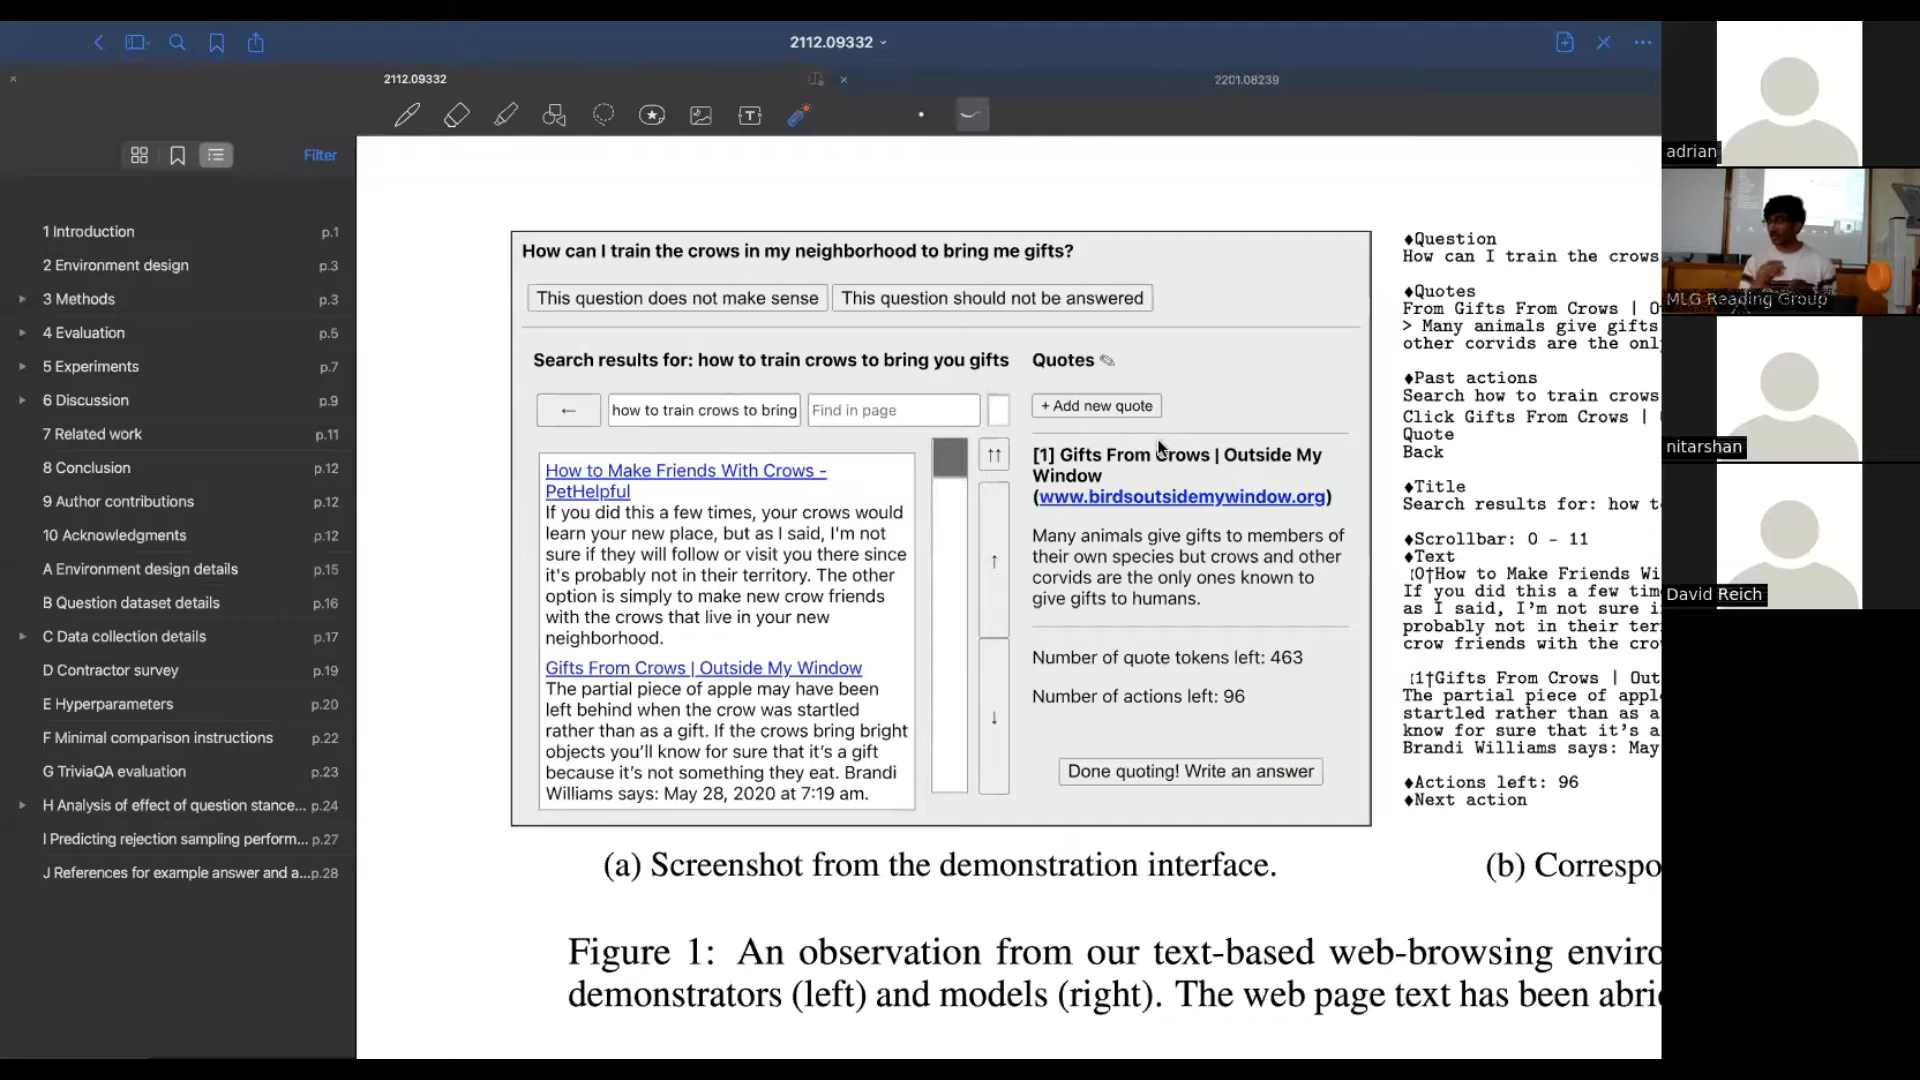 2112.09332
2112.09332
2201.08239
Filter
1 Introduction p.1
2 Environment design p.3
3 Methods p.3
4 Evaluation p.5
5 Experiments p.7
6 Discussion p.9
7 Related work p.11
8 Conclusion p.12
9 Author contributions p.12
10 Acknowledgments p.12
A Environment design details p.15
B Question dataset details p.16
C Data collection details p.17
D Contractor survey p.19
E Hyperparameters p.20
F Minimal comparison instructions p.22
G TriviaQA evaluation p.23
H Analysis of effect of question stance... p.24
I Predicting rejection sampling perform... p.27
J References for example answer and a...p.28
How can I train the crows in my neighborhood to bring me gifts?
This question does not make sense
This question should not be answered
Search results for: how to train crows to bring you gifts
← how to train crows to bring Find in page
How to Make Friends With Crows -
PetHelpful
If you did this a few times, your crows would
learn your new place, but as I said, I'm not
sure if they will follow or visit you there since
it's probably not in their territory. The other
option is simply to make new crow friends
with the crows that live in your new
neighborhood.
Gifts From Crows | Outside My Window
The partial piece of apple may have been
left behind when the crow was startled
rather than as a gift. If the crows bring bright
objects you'll know for sure that it's a gift
because it's not something they eat. Brandi
Williams says: May 28, 2020 at 7:19 am.
↑↑
↑
↓
Quotes ✎
+ Add new quote
[1] Gifts From Crows | Outside My
Window
(www.birdsoutsidemywindow.org)
Many animals give gifts to members of
their own species but crows and other
corvids are the only ones known to
give gifts to humans.
Number of quote tokens left: 463
Number of actions left: 96
Done quoting! Write an answer
(a) Screenshot from the demonstration interface.
♦Question
How can I train the crows
♦Quotes
From Gifts From Crows | O
> Many animals give gifts
other corvids are the onl
♦Past actions
Search how to train crows
Click Gifts From Crows |
Quote
Back
♦Title
Search results for: how t
♦Scrollbar: 0 - 11
♦Text
[0†How to Make Friends Wi
If you did this a few tim
as I said, I'm not sure i
probably not in their ter
crow friends with the cro
[1†Gifts From Crows | Out
The partial piece of appl
startled rather than as a
know for sure that it's a
Brandi Williams says: May
♦Actions left: 96
♦Next action
(b) Correspo
Figure 1: An observation from our text-based web-browsing enviro
demonstrators (left) and models (right). The web page text has been abri
adrian
MLG Reading Group
nitarshan
David Reich